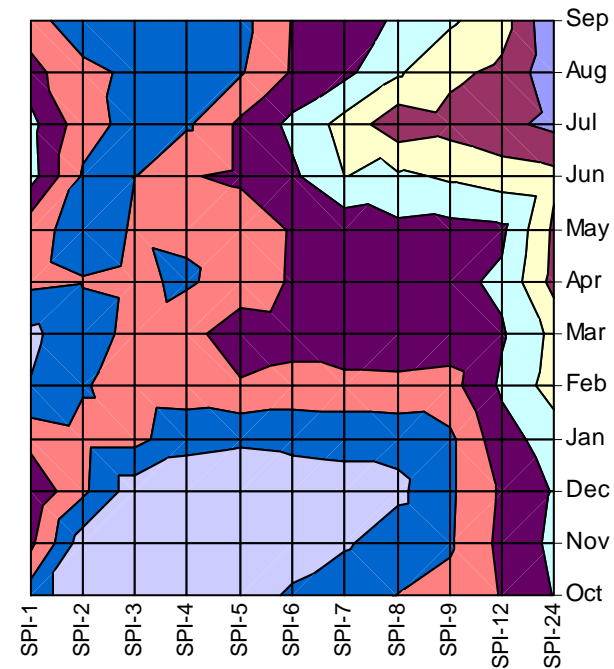 Sep
Aug
Jul
Jun
May
Apr
Mar
Feb
Jan
Dec
Nov
Oct
SPI-1
SPI-2
SPI-3
SPI-4
SPI-5
SPI-6
SPI-7
SPI-8
SPI-9
SPI-12
SPI-24